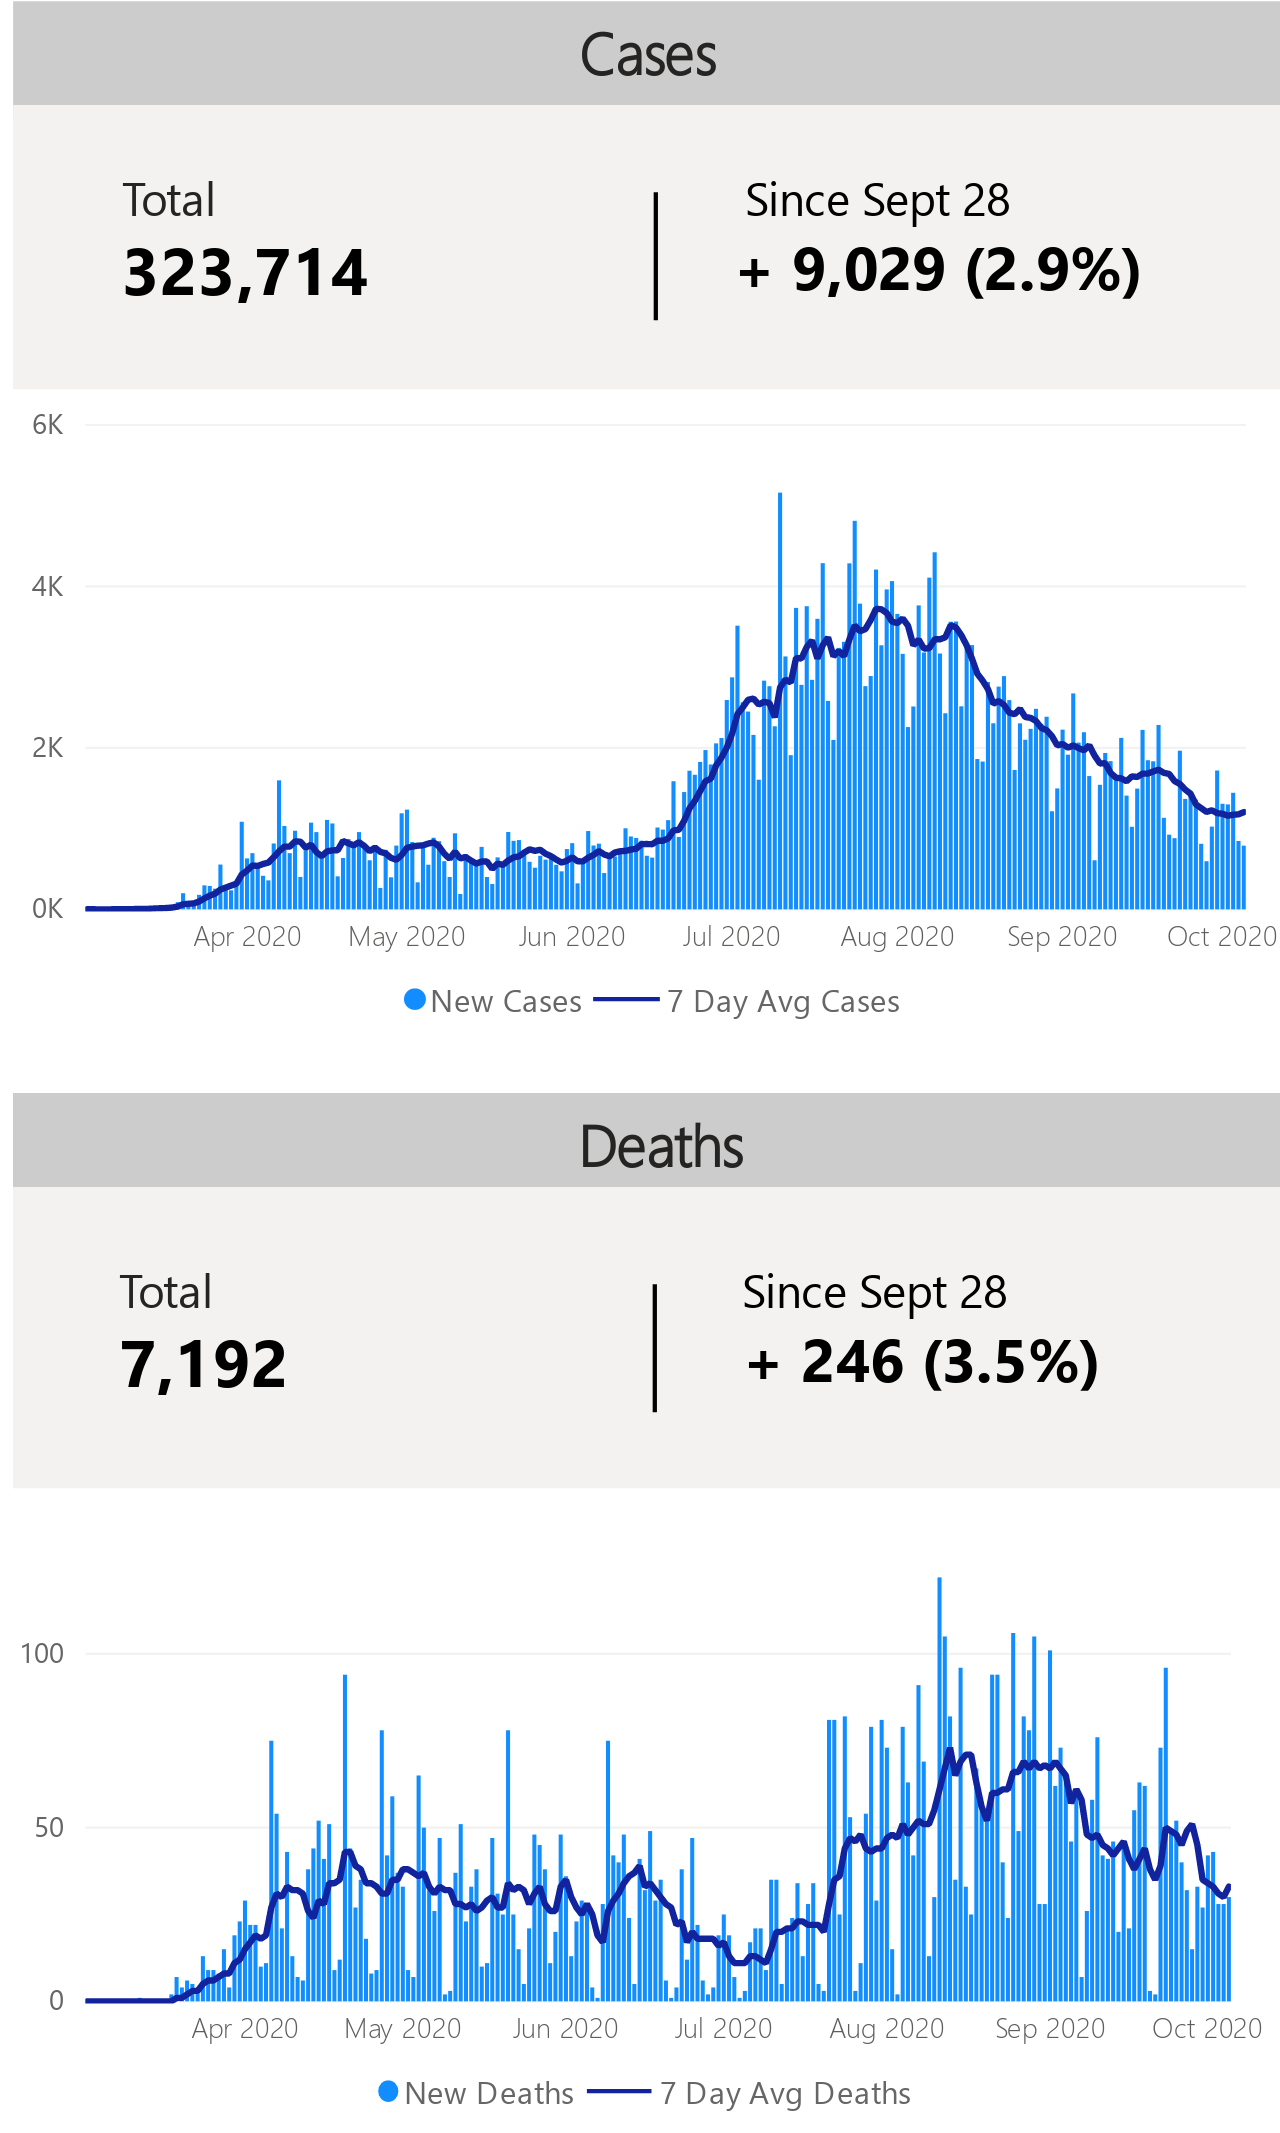 Cases
Total
Since Sept 28
323,714
+ 9,029 (2.9%)
6K
4K
2K
0K
Apr 2020 May 2020 Jun 2020 Jul 2020 Aug 2020 Sep 2020 Oct 2020
New Cases 7 Day Avg Cases
Deaths
Total
Since Sept 28
7,192
+ 246 (3.5%)
100
50
0
Apr 2020 May 2020 Jun 2020 Jul 2020 Aug 2020 Sep 2020 Oct 2020
New Deaths 7 Day Avg Deaths